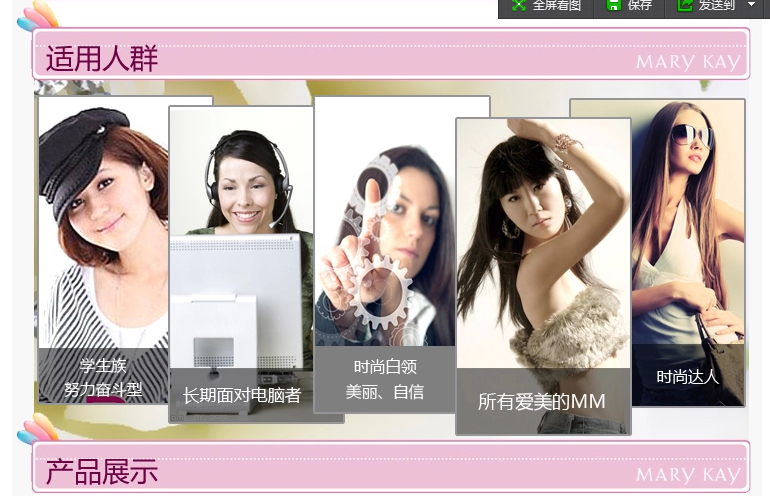 全屏看图 保存 发送到
适用人群
MARY KAY
学生族
努力奋斗型
长期面对电脑者
时尚白领
美丽、自信
所有爱美的MM
时尚达人
产品展示
MARY KAY